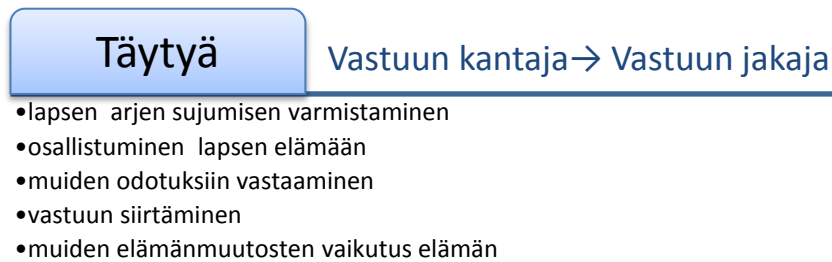 Täytyä
Vastuun kantaja→ Vastuun jakaja
•lapsen arjen sujumisen varmistaminen
•osallistuminen lapsen elämään
•muiden odotuksiin vastaaminen
•vastuun siirtäminen
•muiden elämänmuutosten vaikutus elämän